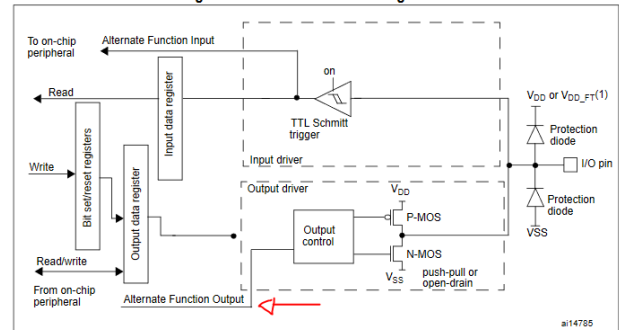 To on-chip
peripheral
Alternate Function Input
Read
Write
Read/write
From on-chip
peripheral
Bit set/reset registers
Output data register
Input data register
on
TTL Schmitt
trigger
Input driver
Output driver
VDD
P-MOS
Output
control
N-MOS
VSS
push-pull or
open-drain
Alternate Function Output
VDD or VDD_FT(1)
Protection
diode
I/O pin
Protection
diode
VSS
ai14785